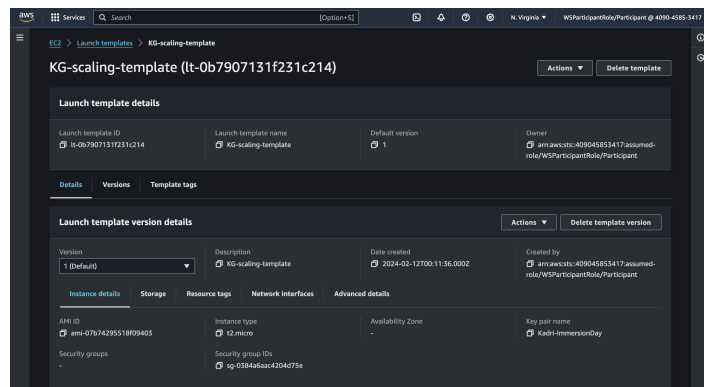 aws Services Search [Option+S] N. Virginia WSParticipantRole/Participant @ 4090-4585-3417
EC2 > Launch templates > KG-scaling-template
KG-scaling-template (lt-0b7907131f231c214) Actions Delete template
Launch template details
Launch template ID Launch template name Default version Owner
lt-0b7907131f231c214 KG-scaling-template 1 arn:aws:sts::409045853417:assumed-
role/WSParticipantRole/Participant
Details Versions Template tags
Launch template version details Actions Delete template version
Version Description Date created Created by
1 (Default) KG-scaling-template 2024-02-12T00:11:36.000Z arn:aws:sts::409045853417:assumed-
role/WSParticipantRole/Participant
Instance details Storage Resource tags Network interfaces Advanced details
AMI ID Instance type Availability Zone Key pair name
ami-07b74295518f09403 t2.micro - Kadri-ImmersionDay
Security groups Security group IDs
- sg-0384a6aac4204d75e